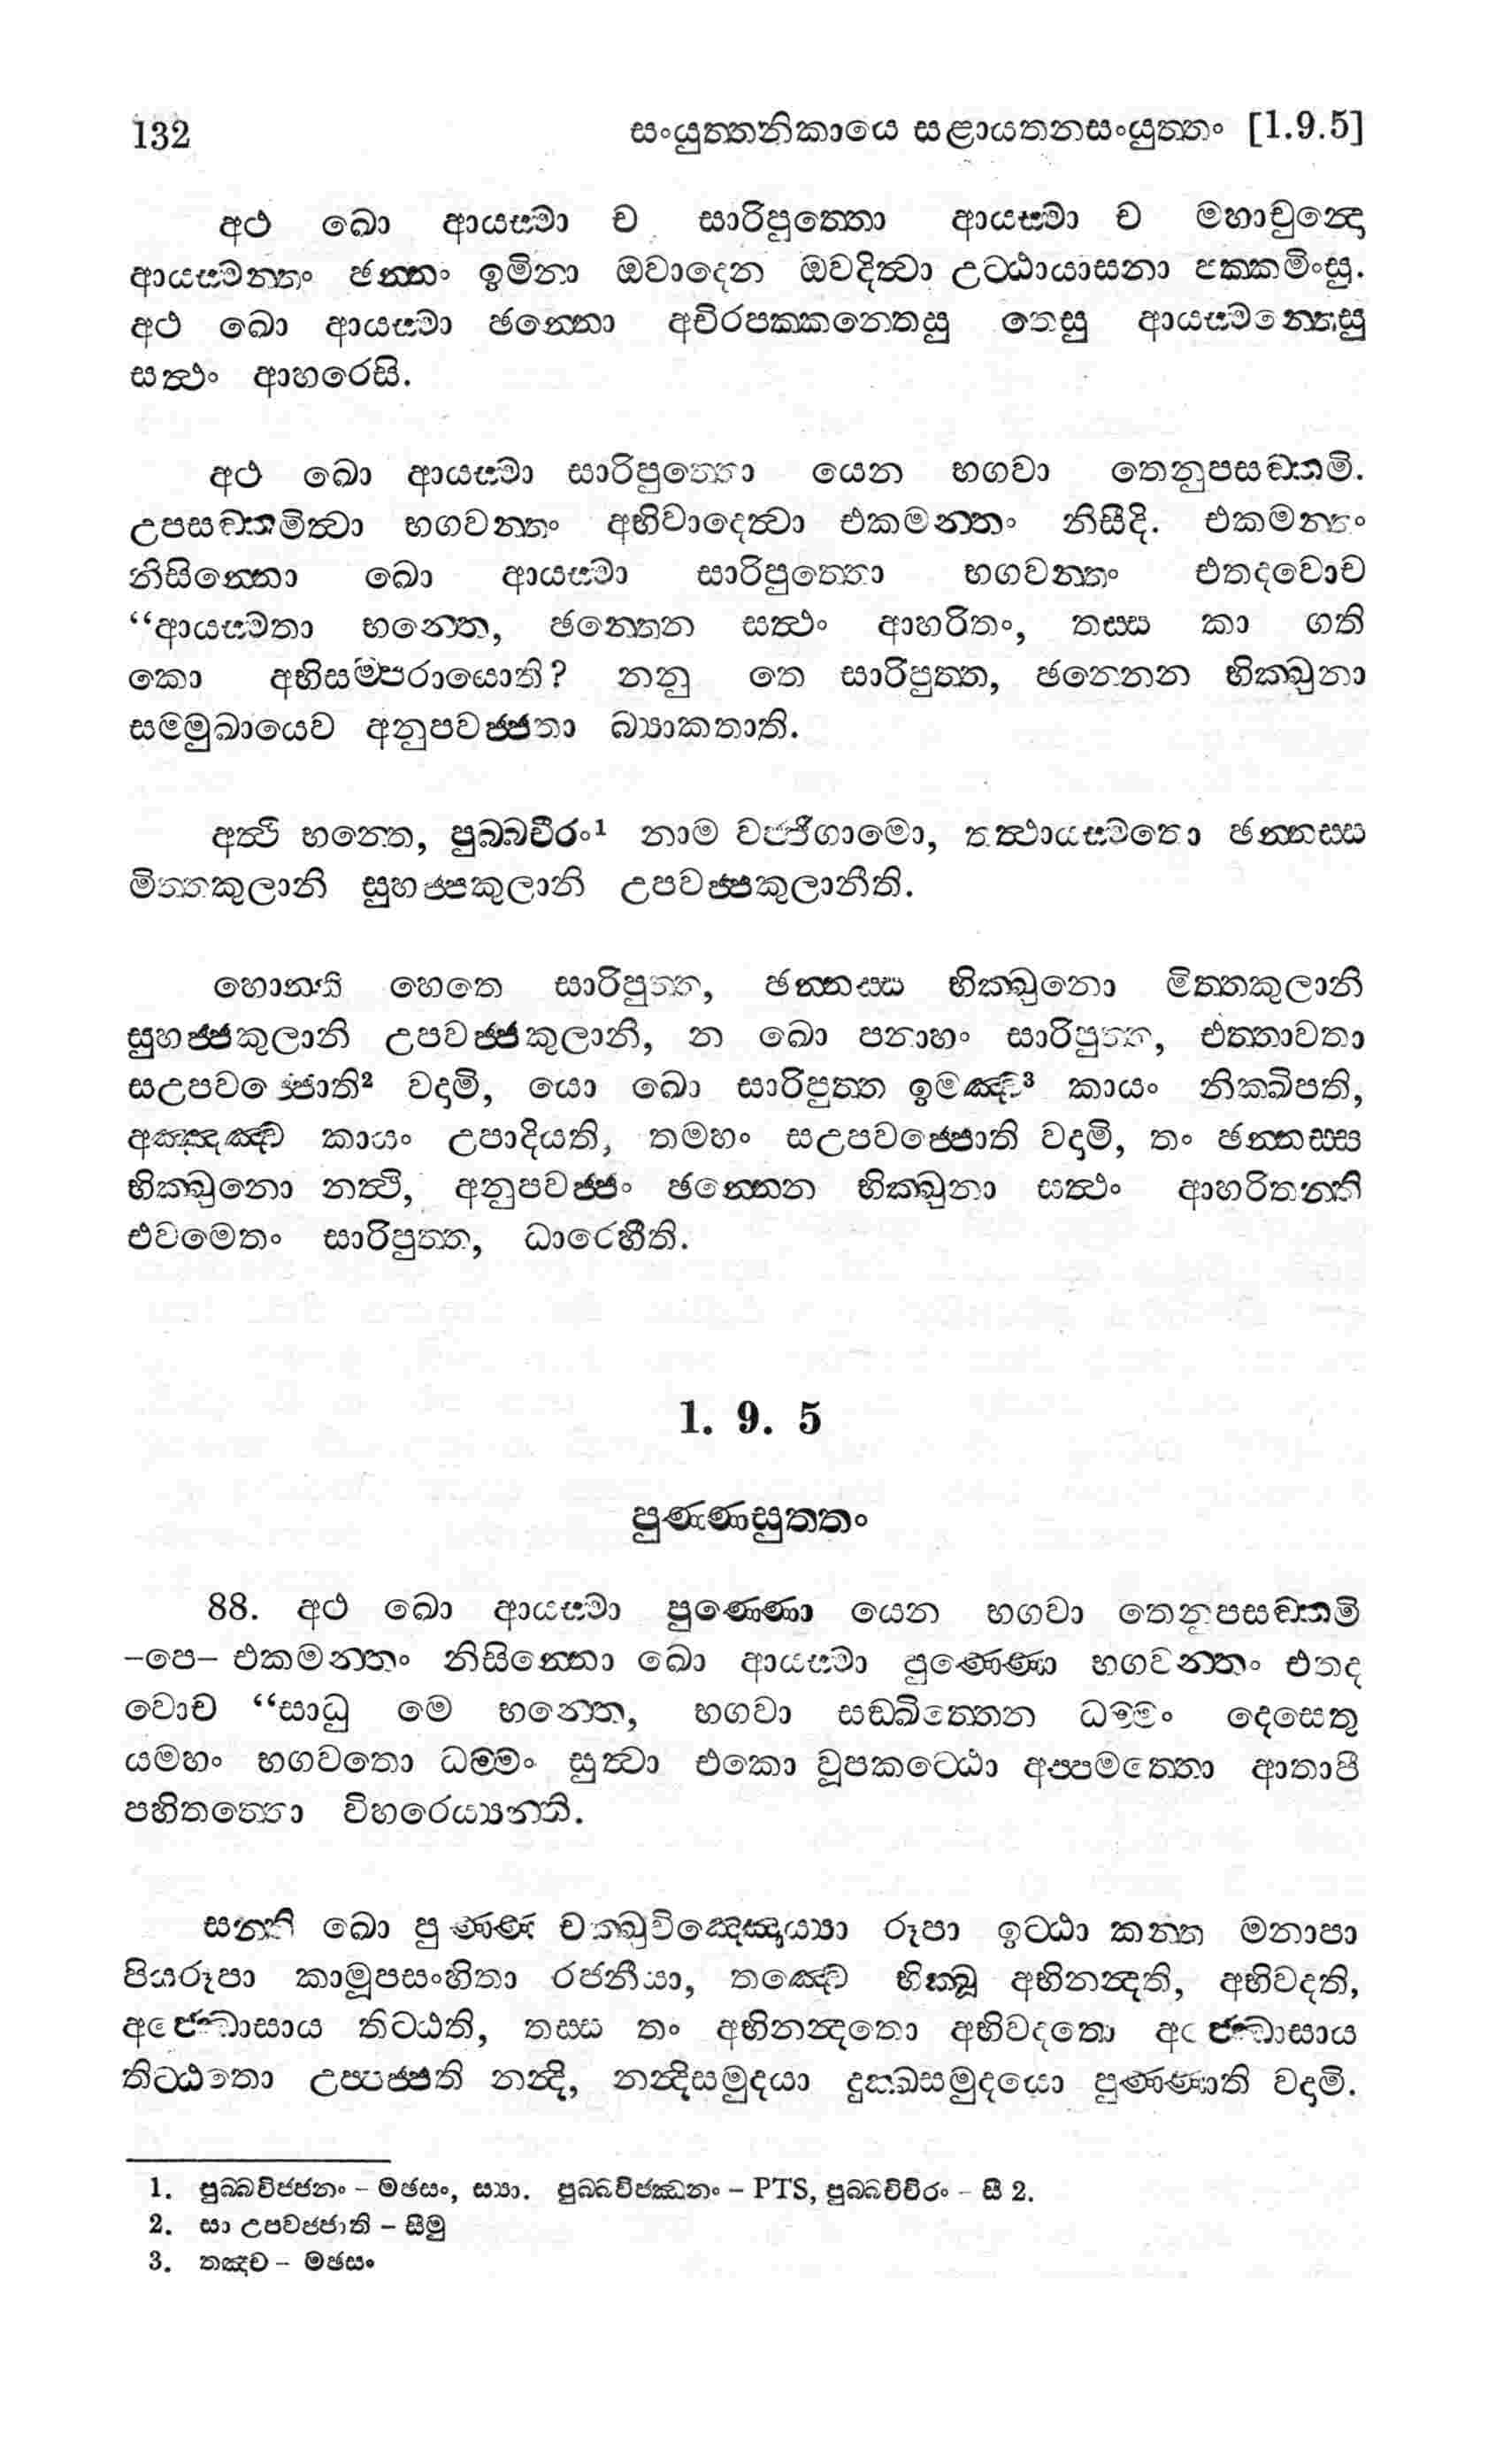 132 සංයුත්තනිකායෙ සළායතනසංයුත්තං [1.9.5]
අථ ඛො ආයස්මා ච සාරිපුත්තො ආයස්මා ච මහාචුන්දො
ආයස්මන්තං ඡන්නං ඉමිනා ඔවාදෙන ඔවදිත්වා උට්ඨායාසනා පක්කමිංසු.
අථ ඛො ආයස්මා ඡන්නො අචිරපක්කන්තෙසු තෙසු ආයස්මන්තෙසු
සත්ථං ආහරෙසි.
අථ ඛො ආයස්මා සාරිපුත්තො යෙන භගවා තෙනුපසඞ්කමි.
උපසඞ්කමිත්වා භගවන්තං අභිවාදෙත්වා එකමන්තං නිසීදි. එකමන්තං
නිසින්නො ඛො ආයස්මා සාරිපුත්තො භගවන්තං එතදවොච
“ආයස්මතා භන්තෙ, ඡන්නෙන සත්ථං ආහරිතං, තස්ස කා ගති
කො අභිසම්පරායොති? නනු තෙ සාරිපුත්ත, ඡන්නෙන භික්ඛුනා
සම්මුඛායෙව අනුපවජ්ජතා බ්‍යාකතාති.
අත්ථි භන්තෙ, පුබ්බචීරං¹ නාම වජ්ජීගාමො, තත්ථායස්මතො ඡන්නස්ස
මිත්තකුලානි සුහජ්ජකුලානි උපවජ්ජකුලානීති.
හොන්ති හෙතෙ සාරිපුත්ත, ඡන්නස්ස භික්ඛුනො මිත්තකුලානි
සුහජ්ජකුලානි උපවජ්ජකුලානි, න ඛො පනාහං සාරිපුත්ත, එත්තාවතා
සඋපවජ්ජොති² වදාමි, යො ඛො සාරිපුත්ත ඉමඤ්ච³ කායං නික්ඛිපති,
අඤ්ඤඤ්ච කායං උපාදියති, තමහං සඋපවජ්ජොති වදාමි, තං ඡන්නස්ස
භික්ඛුනො නත්ථි, අනුපවජ්ජං ඡන්නෙන භික්ඛුනා සත්ථං ආහරිතන්ති
එවමෙතං සාරිපුත්ත, ධාරෙහීති.
1. 9. 5
පුණ්ණසුත්තං
88. අථ ඛො ආයස්මා පුණ්ණො යෙන භගවා තෙනුපසඞ්කමි
–පෙ– එකමන්තං නිසින්නො ඛො ආයස්මා පුණ්ණො භගවන්තං එතද
වොච “සාධු මෙ භන්තෙ, භගවා සඞ්ඛිත්තෙන ධම්මං දෙසෙතු
යමහං භගවතො ධම්මං සුත්වා එකො වූපකට්ඨො අප්පමත්තො ආතාපී
පහිතත්තො විහරෙය්‍යන්ති.
සන්ති ඛො පුණ්ණ චක්ඛුවිඤ්ඤෙය්‍යා රූපා ඉට්ඨා කන්ත මනාපා
පියරූපා කාමූපසංහිතා රජනීයා, තඤ්චෙ භික්ඛූ අභිනන්දති, අභිවදති,
අජ්ඣොසාය තිට්ඨති, තස්ස තං අභිනන්දතො අභිවදතො අජ්ඣොසාය
තිට්ඨතො උප්පජ්ජති නන්දි, නන්දිසමුදයා දුක්ඛසමුදයො පුණ්ණාති වදාමි.
1. පුබ්බවිජ්ජනං – මඡසං, ස්‍යා. පුබ්බවිජ්ඣනං – PTS, පුබ්බවිචිරං – සී 2.
2. සා උපවජ්ජාති – සීමු
3. තඤ්ච – මඡසං